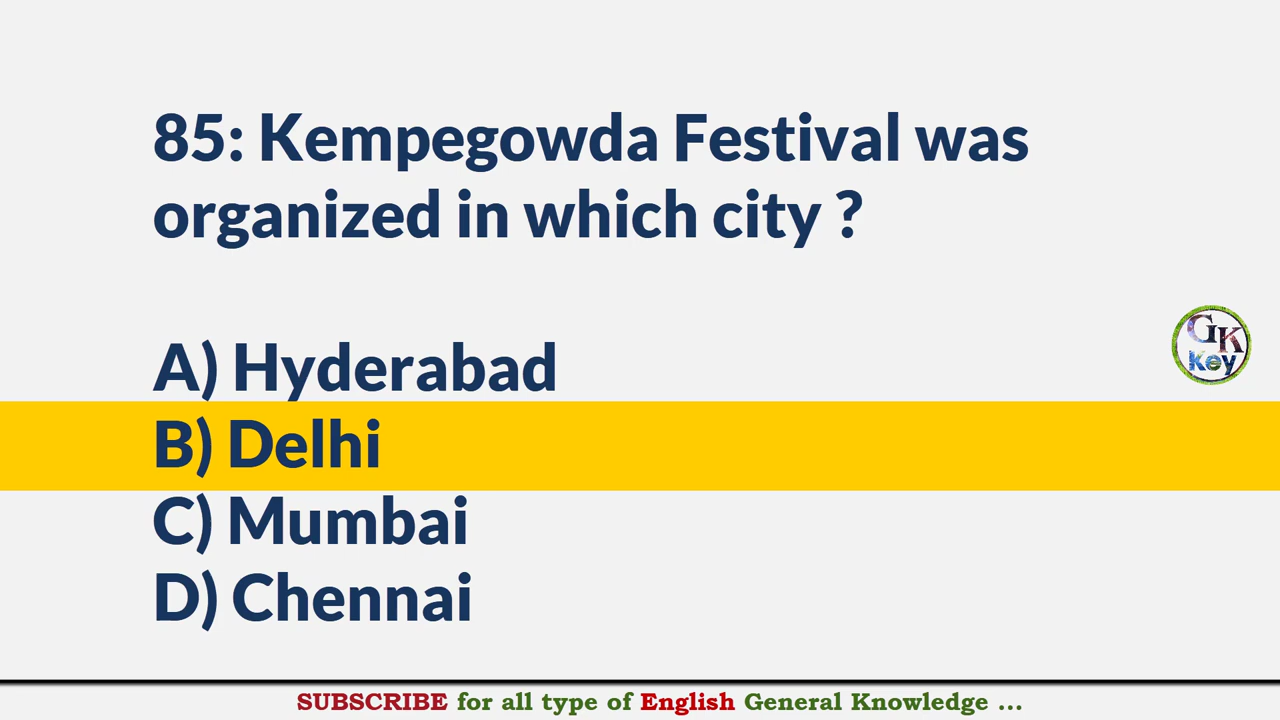 85: Kempegowda Festival was
organized in which city ?
A) Hyderabad
GK
Key
B) Delhi
C) Mumbai
D) Chennai
SUBSCRIBE for all type of English General Knowledge ...